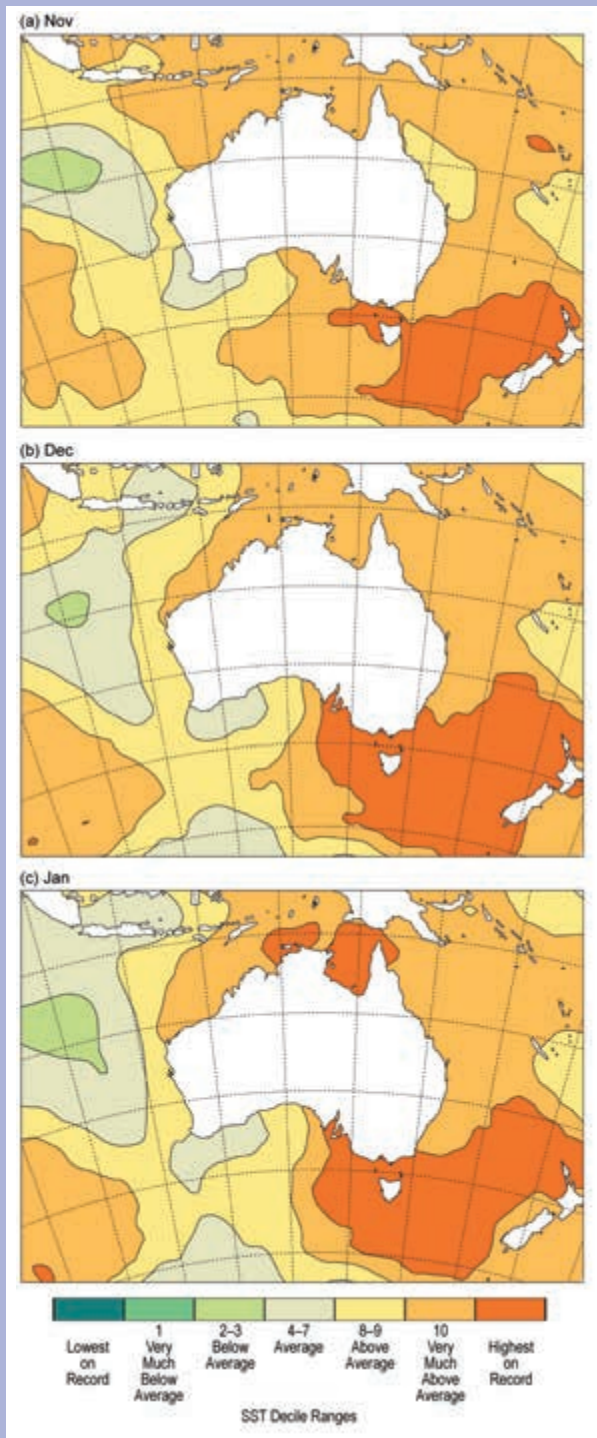 (a) Nov
(b) Dec
(c) Jan
Lowest on Record
1 Very Much Below Average
2–3 Below Average
4–7 Average
8–9 Above Average
10 Very Much Above Average
Highest on Record
SST Decile Ranges